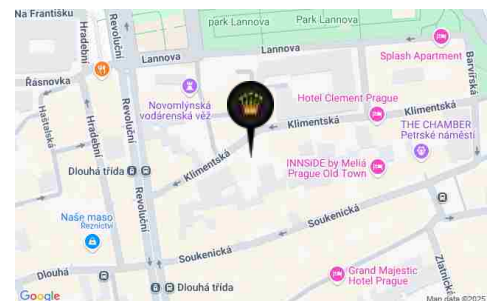 Na Františku
park Lannova
Park Lannova
Revoluční
Hradební
Lannova
Lannova
Splash Apartment
Barvířská
Řásnovka
Novomlýnská
vodárenská věž
Hotel Clement Prague
Klimentská
Klimentská
Haštalská
Hradební
Revoluční
THE CHAMBER
Petrské náměstí
Dlouhá třída
Klimentská
INNSiDE by Meliá
Prague Old Town
Naše maso
Řeznictví
Revoluční
Soukenická
Soukenická
Zlatnická
Dlouhá
Dlouhá třída
Grand Majestic
Hotel Prague
Google
Map data ©2025